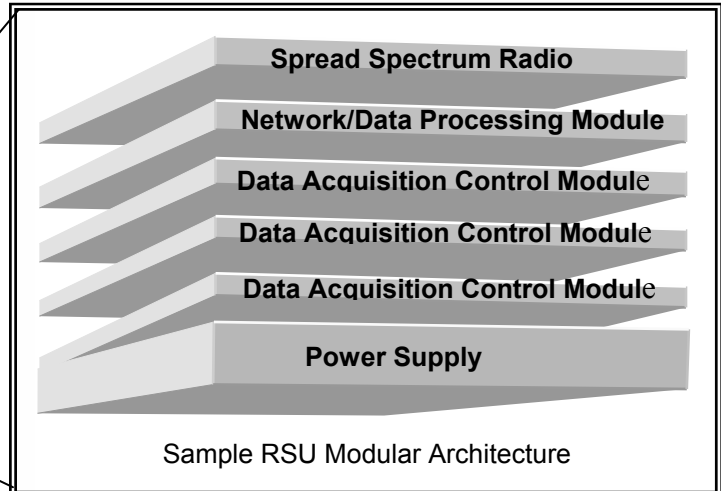 Spread Spectrum Radio
Network/Data Processing Module
Data Acquisition Control Module
Data Acquisition Control Module
Data Acquisition Control Module
Power Supply
Sample RSU Modular Architecture